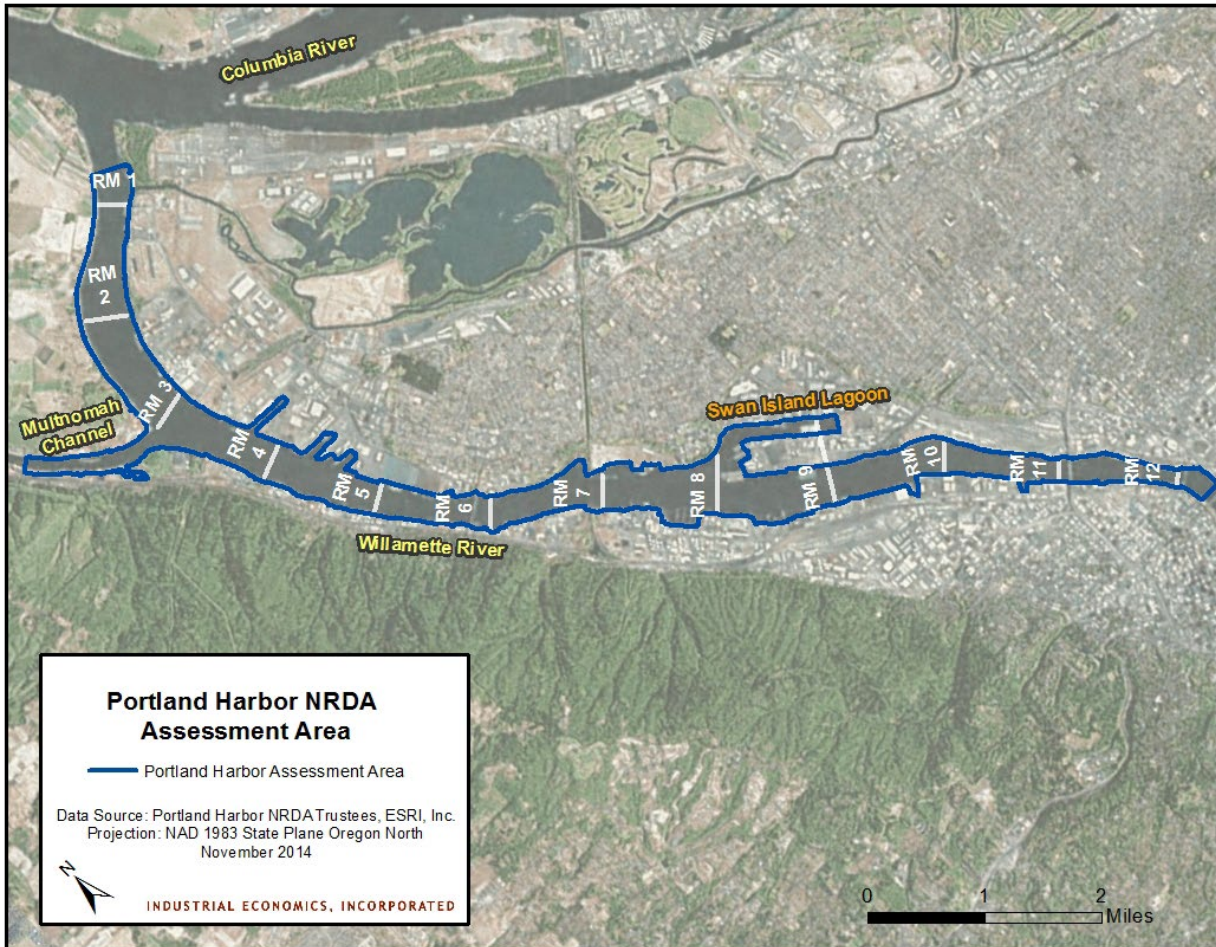 Columbia River
RM 1
RM
2
RM 3
Multnomah
Channel
RM
4
RM
5
RM
6
RM
7
RM 8
Swan Island Lagoon
RM 9
RM
10
RM
11
RM
12
Willamette River
Portland Harbor NRDA
Assessment Area
Portland Harbor Assessment Area
Data Source: Portland Harbor NRDA Trustees, ESRI, Inc.
Projection: NAD 1983 State Plane Oregon North
November 2014
N
INDUSTRIAL ECONOMICS, INCORPORATED
0 1 2
Miles